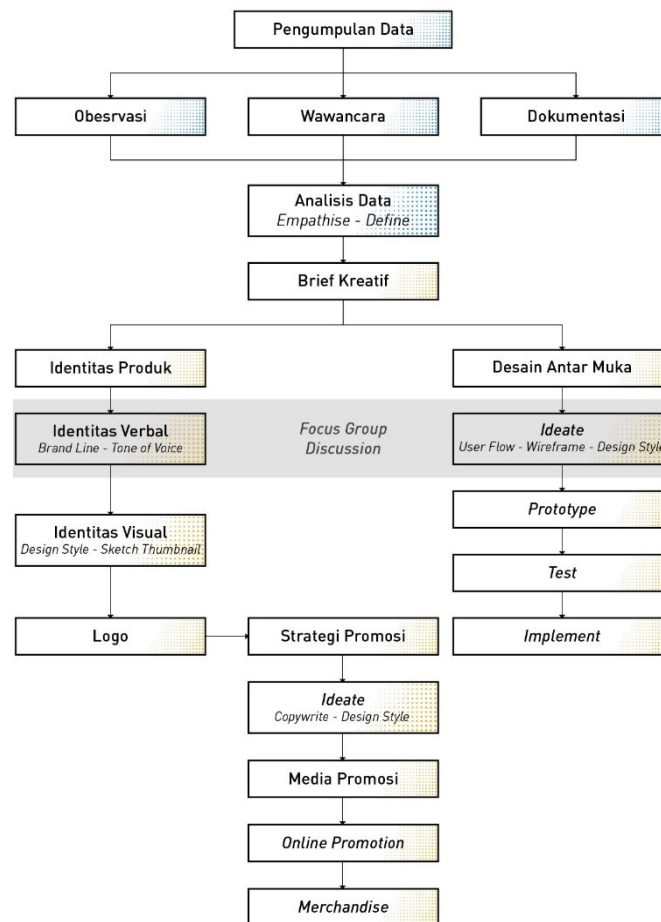 Pengumpulan Data
Obesrvasi
Wawancara
Dokumentasi
Analisis Data
Empathise - Define
Brief Kreatif
Identitas Produk
Desain Antar Muka
Identitas Verbal
Brand Line - Tone of Voice
Focus Group
Discussion
Ideate
User Flow - Wireframe - Design Style
Identitas Visual
Design Style - Sketch Thumbnail
Prototype
Test
Logo
Strategi Promosi
Implement
Ideate
Copywrite - Design Style
Media Promosi
Online Promotion
Merchandise